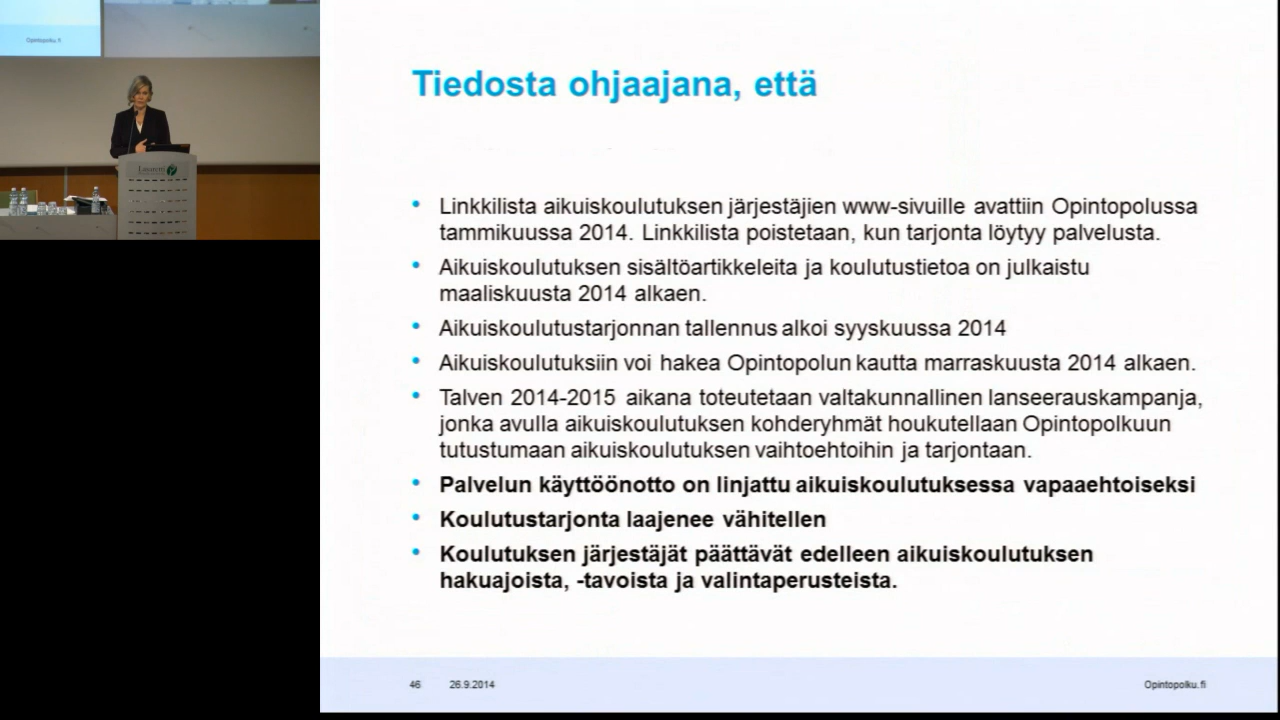 Opintopolku.fi
Tiedosta ohjaajana, että
• Linkkilista aikuiskoulutuksen järjestäjien www-sivuille avattiin Opintopolussa
tammikuussa 2014. Linkkilista poistetaan, kun tarjonta löytyy palvelusta.
• Aikuiskoulutuksen sisältöartikkeleita ja koulutustietoa on julkaistu
maaliskuusta 2014 alkaen.
• Aikuiskoulutustarjonnan tallennus alkoi syyskuussa 2014
• Aikuiskoulutuksiin voi hakea Opintopolun kautta marraskuusta 2014 alkaen.
• Talven 2014-2015 aikana toteutetaan valtakunnallinen lanseerauskampanja,
jonka avulla aikuiskoulutuksen kohderyhmät houkutellaan Opintopolkuun
tutustumaan aikuiskoulutuksen vaihtoehtoihin ja tarjontaan.
• Palvelun käyttöönotto on linjattu aikuiskoulutuksessa vapaaehtoiseksi
• Koulutustarjonta laajenee vähitellen
• Koulutuksen järjestäjät päättävät edelleen aikuiskoulutuksen
hakuajoista, -tavoista ja valintaperusteista.
46 26.9.2014 Opintopolku.fi